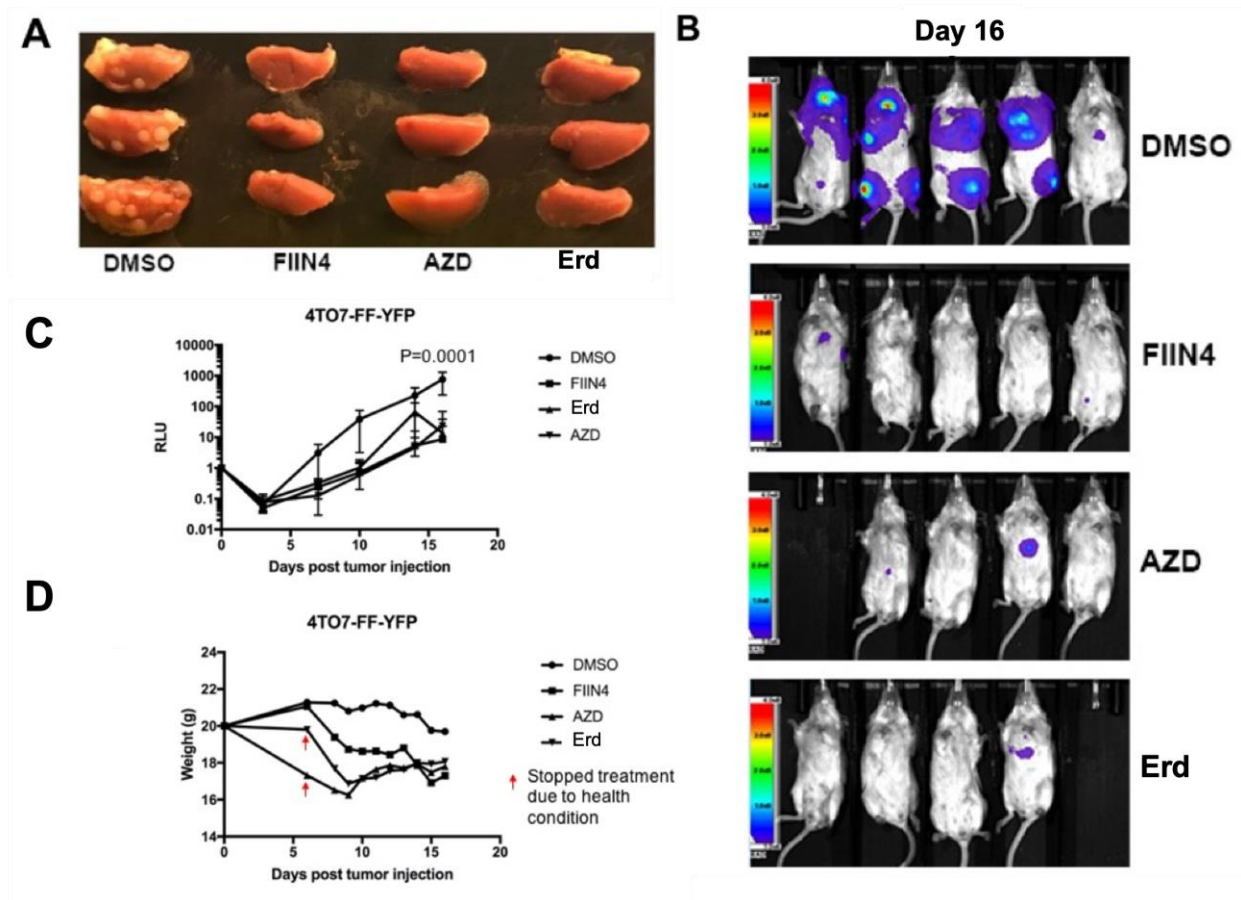 A
DMSO
FIIN4
AZD
Erd
B
Day 16
DMSO
FIIN4
AZD
Erd
C
4TO7-FF-YFP
P=0.0001
RLU
10000
1000
100
10
1
0.1
0.01
0
5
10
15
20
Days post tumor injection
DMSO
FIIN4
Erd
AZD
D
4TO7-FF-YFP
Weight (g)
24
22
20
18
16
14
0
5
10
15
20
Days post tumor injection
DMSO
FIIN4
AZD
Erd
Stopped treatment
due to health
condition